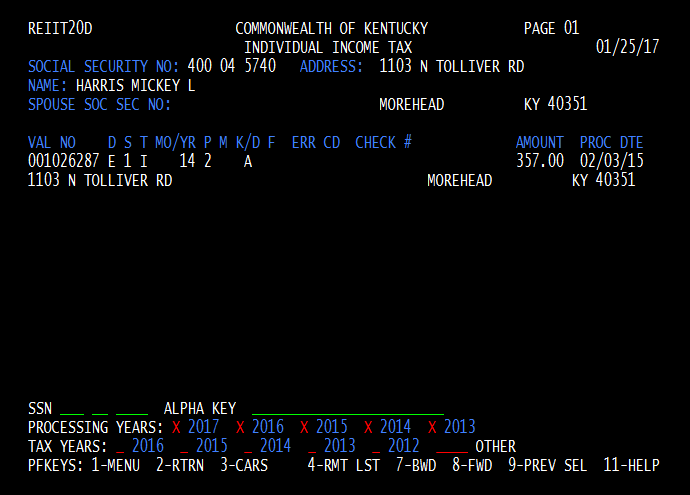 REIIT20D COMMONWEALTH OF KENTUCKY PAGE 01
INDIVIDUAL INCOME TAX 01/25/17
SOCIAL SECURITY NO: 400 04 5740 ADDRESS: 1103 N TOLLIVER RD
NAME: HARRIS MICKEY L
SPOUSE SOC SEC NO: MOREHEAD KY 40351
VAL NO D S T MO/YR P M K/D F ERR CD CHECK # AMOUNT PROC DTE
001026287 E 1 I 14 2 A 357.00 02/03/15
1103 N TOLLIVER RD MOREHEAD KY 40351
SSN ___ __ ____ ALPHA KEY ________________________
PROCESSING YEARS: X 2017 X 2016 X 2015 X 2014 X 2013
TAX YEARS: _ 2016 _ 2015 _ 2014 _ 2013 _ 2012 ____ OTHER
PFKEYS: 1-MENU 2-RTRN 3-CARS 4-RMT LST 7-BWD 8-FWD 9-PREV SEL 11-HELP